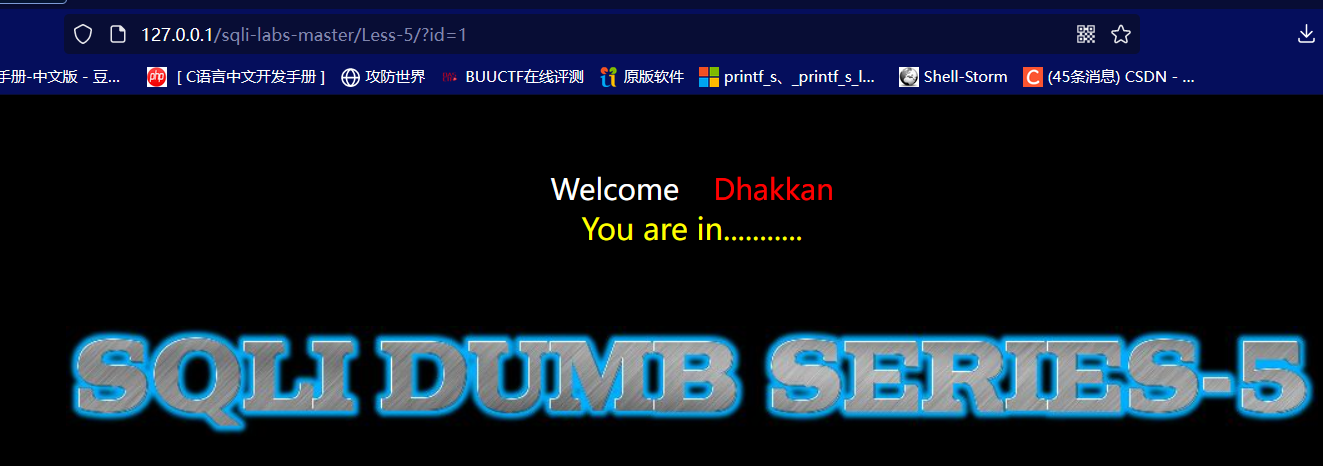 127.0.0.1/sqli-labs-master/Less-5/?id=1
手册-中文版 - 豆... php [ C语言中文开发手册 ] 攻防世界 BUUCTF在线评测 原版软件 printf_s、_printf_s_l... Shell-Storm C (45条消息) CSDN - ...
Welcome Dhakkan
You are in...........
SQLI DUMB SERIES-5